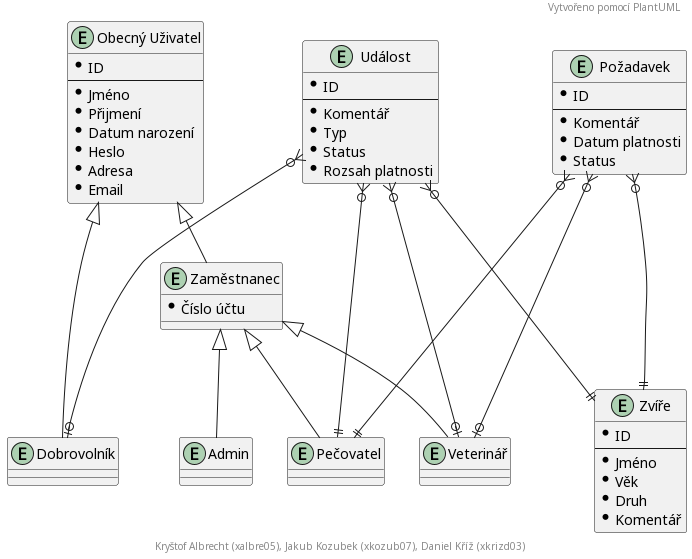 Vytvořeno pomocí PlantUML
E Obecný Uživatel
ID
Jméno
Příjmení
Datum narození
Heslo
Adresa
Email
E Událost
ID
Komentář
Typ
Status
Rozsah platnosti
E Požadavek
ID
Komentář
Datum platnosti
Status
E Zaměstnanec
Číslo účtu
E Dobrovolník
E Admin
E Pečovatel
E Veterinář
E Zvíře
ID
Jméno
Věk
Druh
Komentář
Kryštof Albrecht (xalbre05), Jakub Kozubek (xkozub07), Daniel Kříž (xkrizd03)